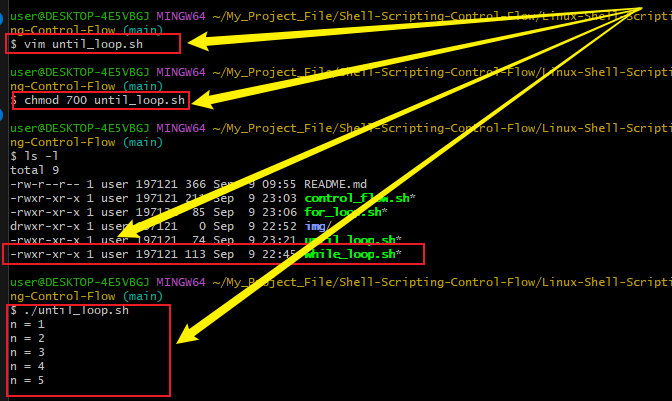 user@DESKTOP-4E5VBGJ MINGW64 ~/My_Project_File/Shell-Scripting-Control-Flow/Linux-Shell-Scripti
ng-Control-Flow (main)
$ vim until_loop.sh
user@DESKTOP-4E5VBGJ MINGW64 ~/My_Project_File/Shell-Scripting-Control-Flow/Linux-Shell-Scripti
ng-Control-Flow (main)
$ chmod 700 until_loop.sh
user@DESKTOP-4E5VBGJ MINGW64 ~/My_Project_File/Shell-Scripting-Control-Flow/Linux-Shell-Scripti
ng-Control-Flow (main)
$ ls -l
total 9
-rw-r--r-- 1 user 197121 366 Sep  9 09:55 README.md
-rwxr-xr-x 1 user 197121 Sep  9 23:03 control_flow.sh*
-rwxr-xr-x 1 user 197121  85 Sep  9 23:06 for_loop.sh*
drwxr-xr-x 1 user 197121   0 Sep  9 22:52 img/
-rwxr-xr-x 1 user 197121  74 Sep  9 23:21 until_loop.sh*
-rwxr-xr-x 1 user 197121 113 Sep  9 22:45 while_loop.sh*
user@DESKTOP-4E5VBGJ MINGW64 ~/My_Project_File/Shell-Scripting-Control-Flow/Linux-Shell-Scripti
ng-Control-Flow (main)
$ ./until_loop.sh
n = 1
n = 2
n = 3
n = 4
n = 5